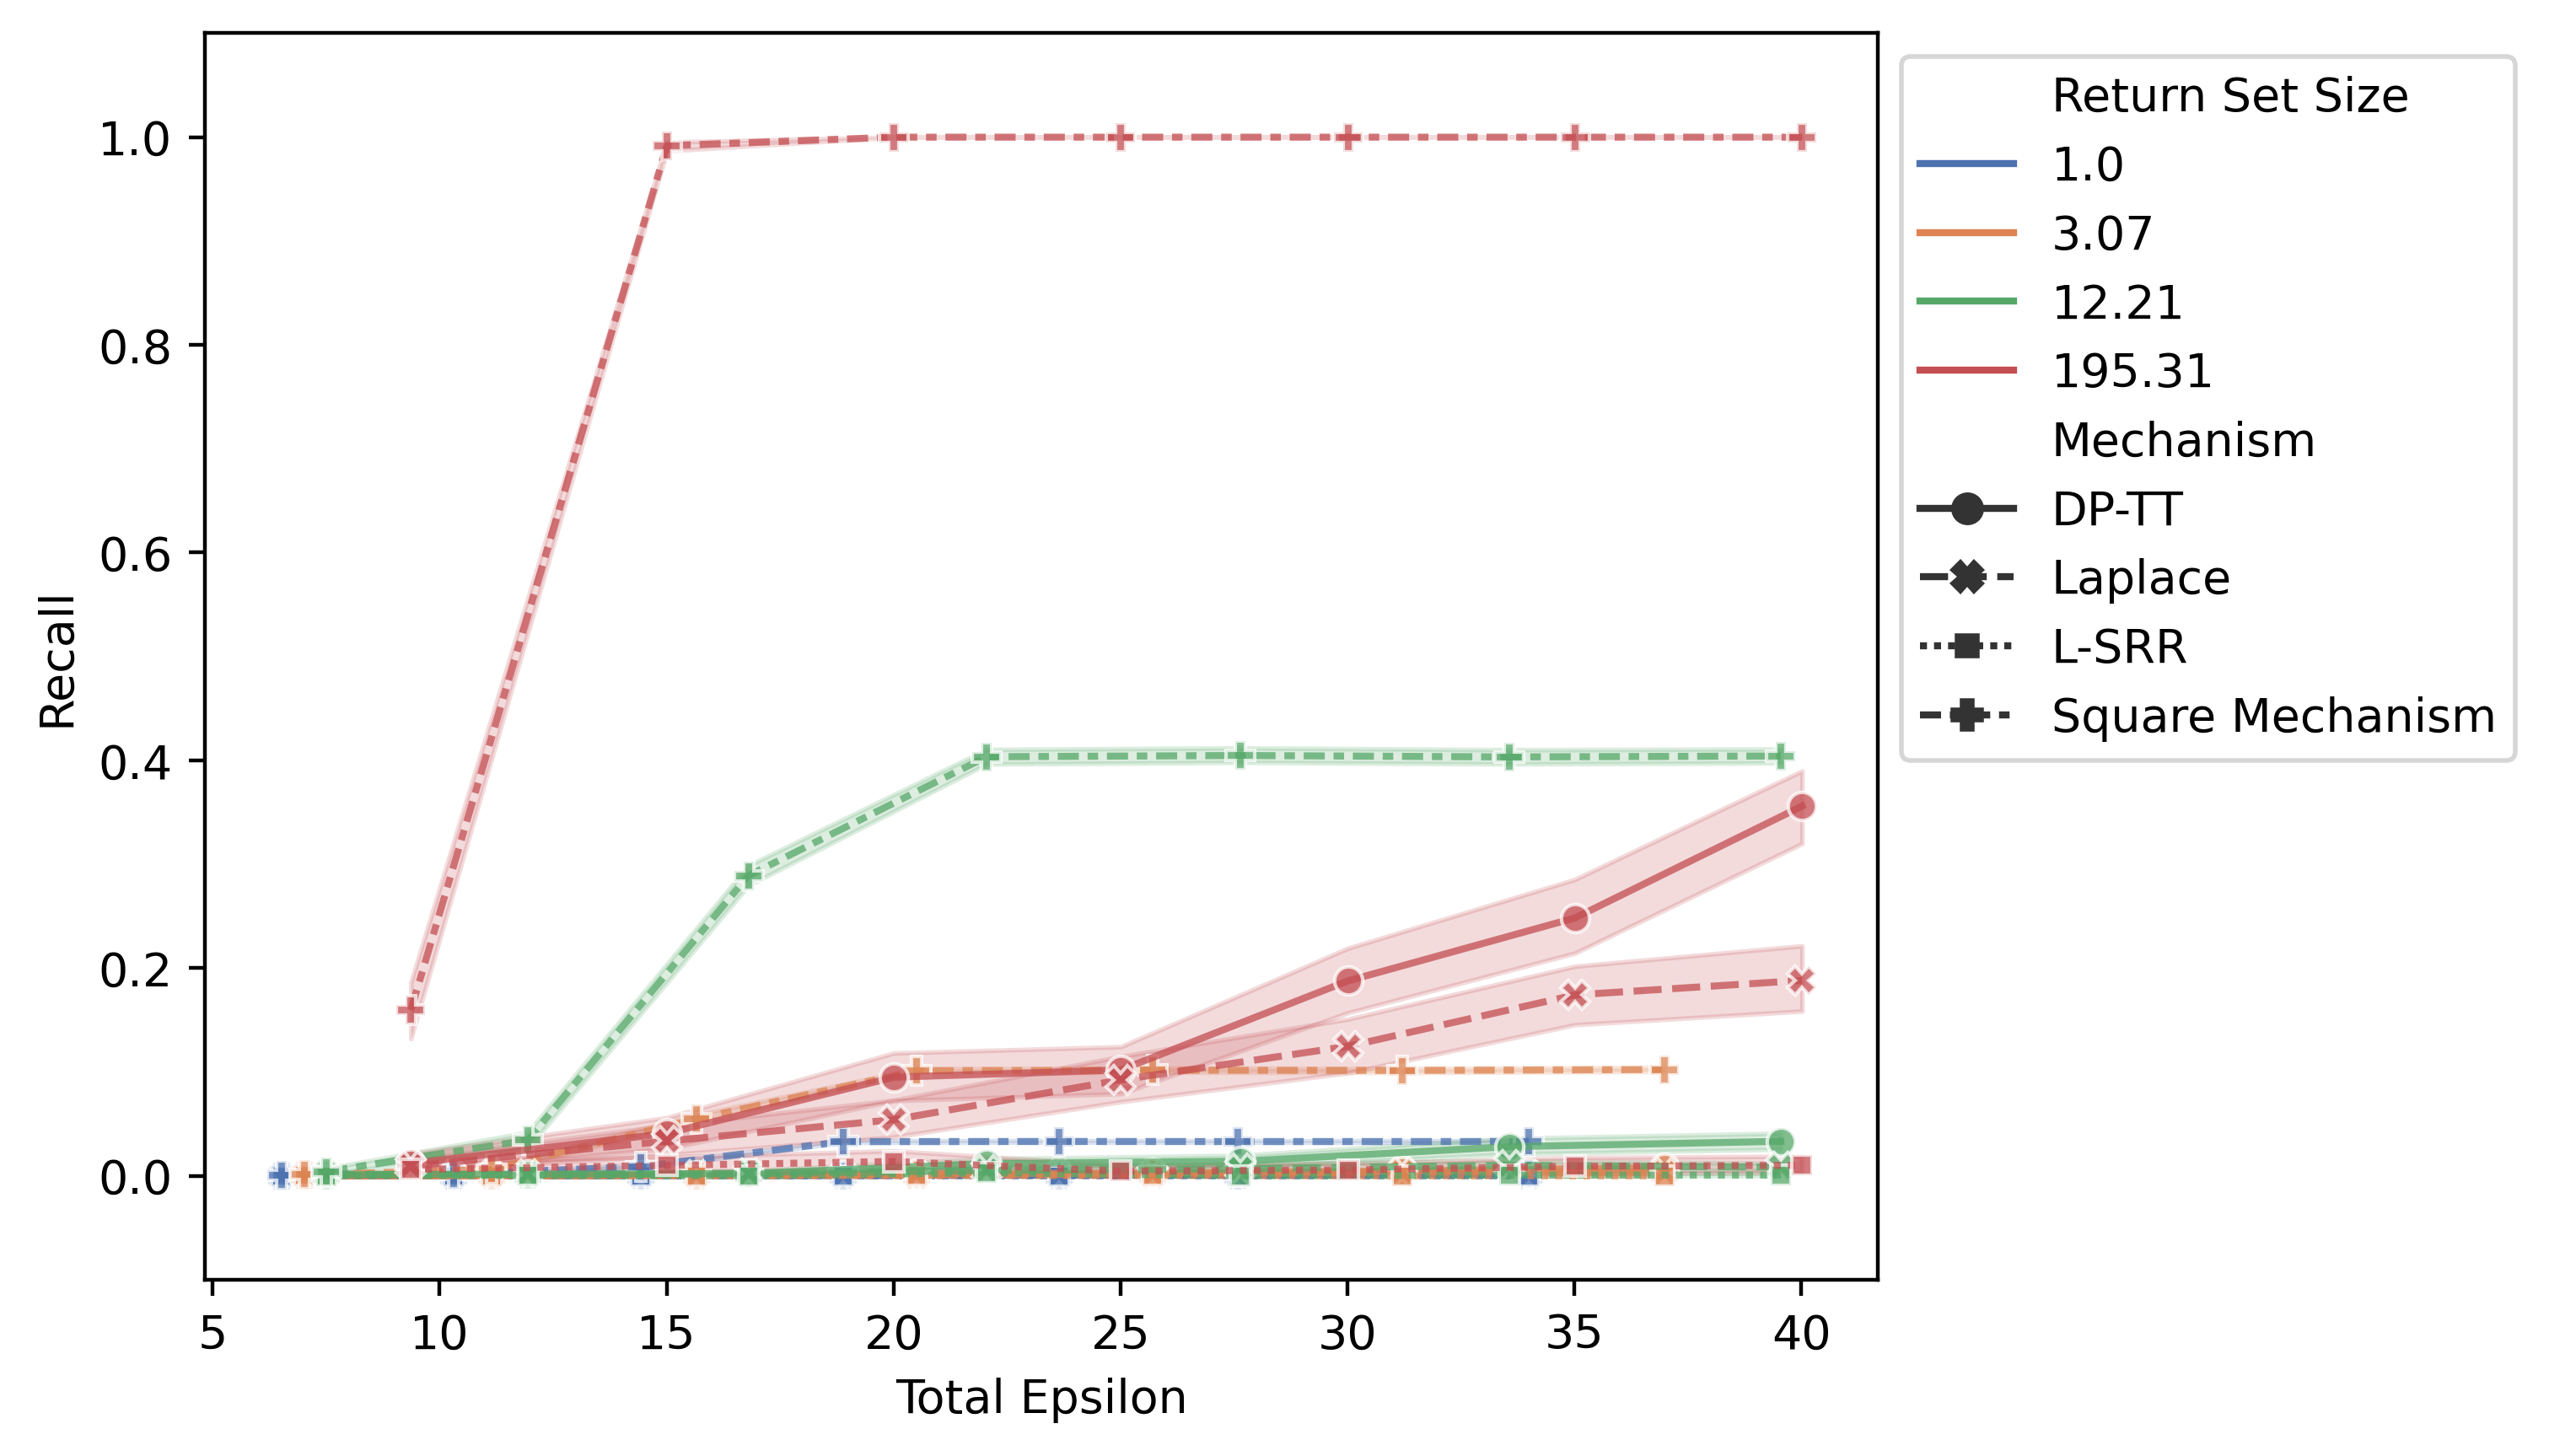 1.0
0.8
0.6
0.4
0.2
0.0
Recall
5 10 15 20 25 30 35 40
Total Epsilon
Return Set Size
1.0
3.07
12.21
195.31
Mechanism
DP-TT
Laplace
L-SRR
Square Mechanism